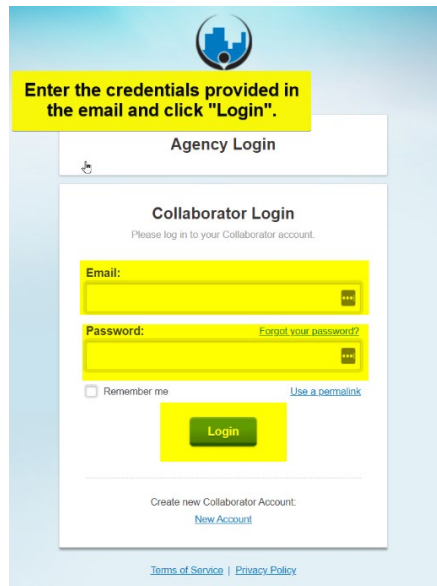 Enter the credentials provided in
the email and click "Login".
Agency Login
Collaborator Login
Please log in to your Collaborator account.
Email:
Password: Forgot your password?
Remember me Use a permalink
Login
Create new Collaborator Account:
New Account
Terms of Service | Privacy Policy